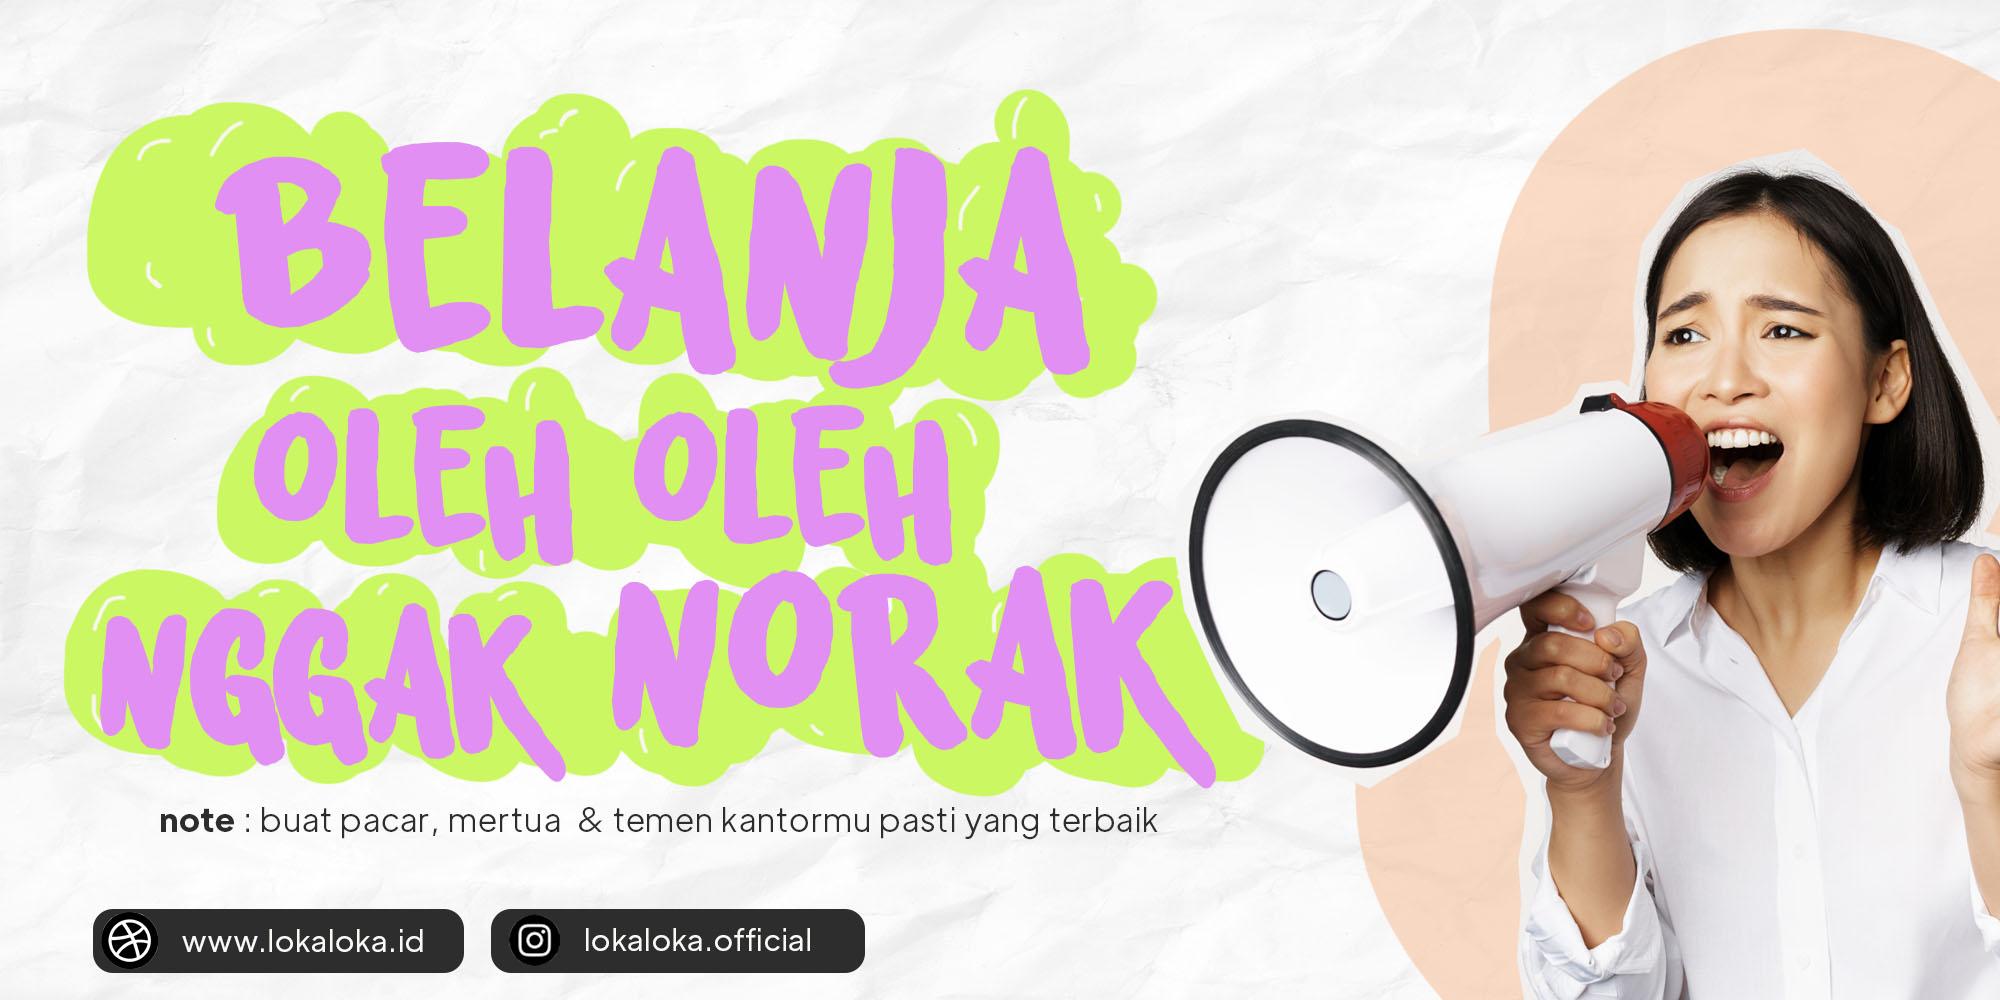 BELANJA
OLEH OLEH
NGGAK NORAK
note : buat pacar, mertua & temen kantormu pasti yang terbaik
www.lokaloka.id
lokaloka.official